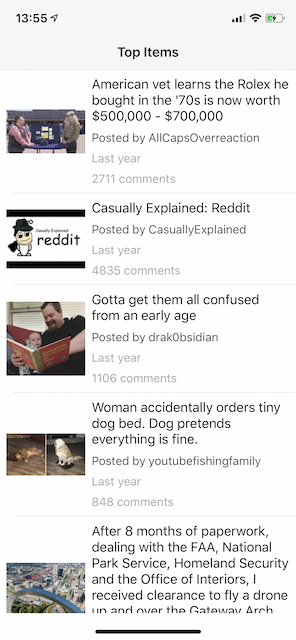 13:55
Top Items
American vet learns the Rolex he
bought in the '70s is now worth
$500,000 - $700,000
Posted by AllCapsOverreaction
Last year
2711 comments
Casually Explained: Reddit
Casually Explained:
reddit
Posted by CasuallyExplained
Last year
4835 comments
Gotta get them all confused
from an early age
Posted by drak0bsidian
Last year
1106 comments
Woman accidentally orders tiny
dog bed. Dog pretends
everything is fine.
Posted by youtubefishingfamily
Last year
848 comments
After 8 months of paperwork,
dealing with the FAA, National
Park Service, Homeland Security
and the Office of Interiors, I
received clearance to fly a drone
up and over the Gateway Arch